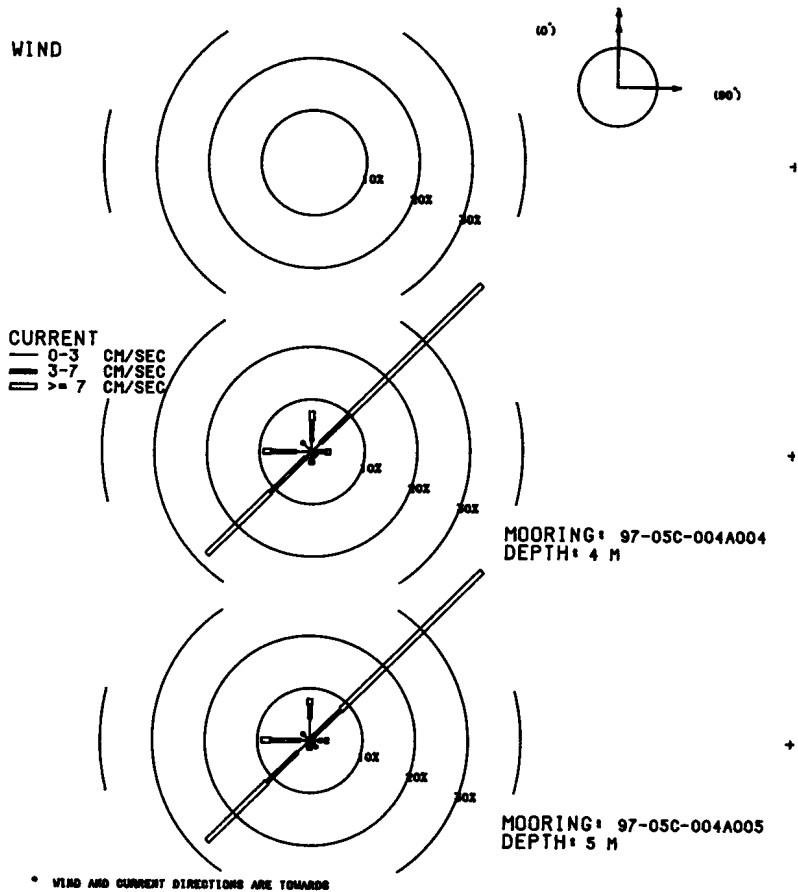 WIND
(0°)
(90°)
10%
20%
30%
CURRENT
0-3 CM/SEC
3-7 CM/SEC
>= 7 CM/SEC
10%
20%
30%
MOORING: 97-05C-004A004
DEPTH: 4 M
10%
20%
30%
MOORING: 97-05C-004A005
DEPTH: 5 M
* WIND AND CURRENT DIRECTIONS ARE TOWARDS